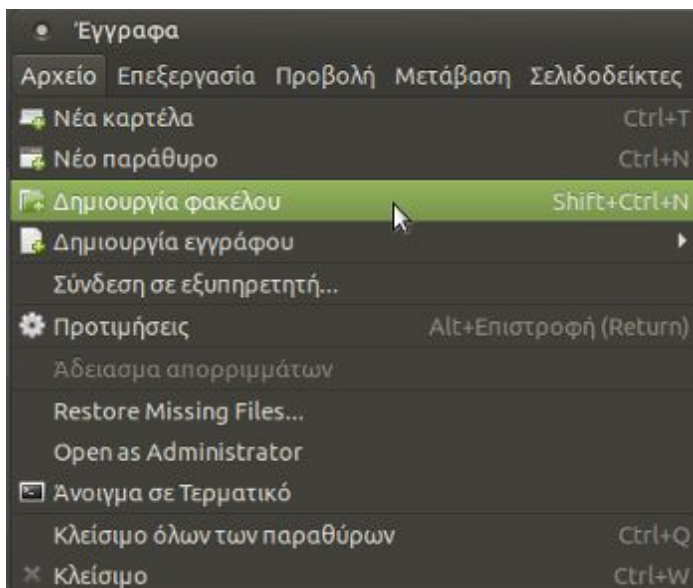 Έγγραφα
Αρχείο Επεξεργασία Προβολή Μετάβαση Σελιδοδείκτες
Νέα καρτέλα Ctrl+T
Νέο παράθυρο Ctrl+N
Δημιουργία φακέλου Shift+Ctrl+N
Δημιουργία εγγράφου
Σύνδεση σε εξυπηρετητή...
Προτιμήσεις Alt+Επιστροφή (Return)
Άδειασμα απορριμμάτων
Restore Missing Files...
Open as Administrator
Άνοιγμα σε Τερματικό
Κλείσιμο όλων των παραθύρων Ctrl+Q
Κλείσιμο Ctrl+W